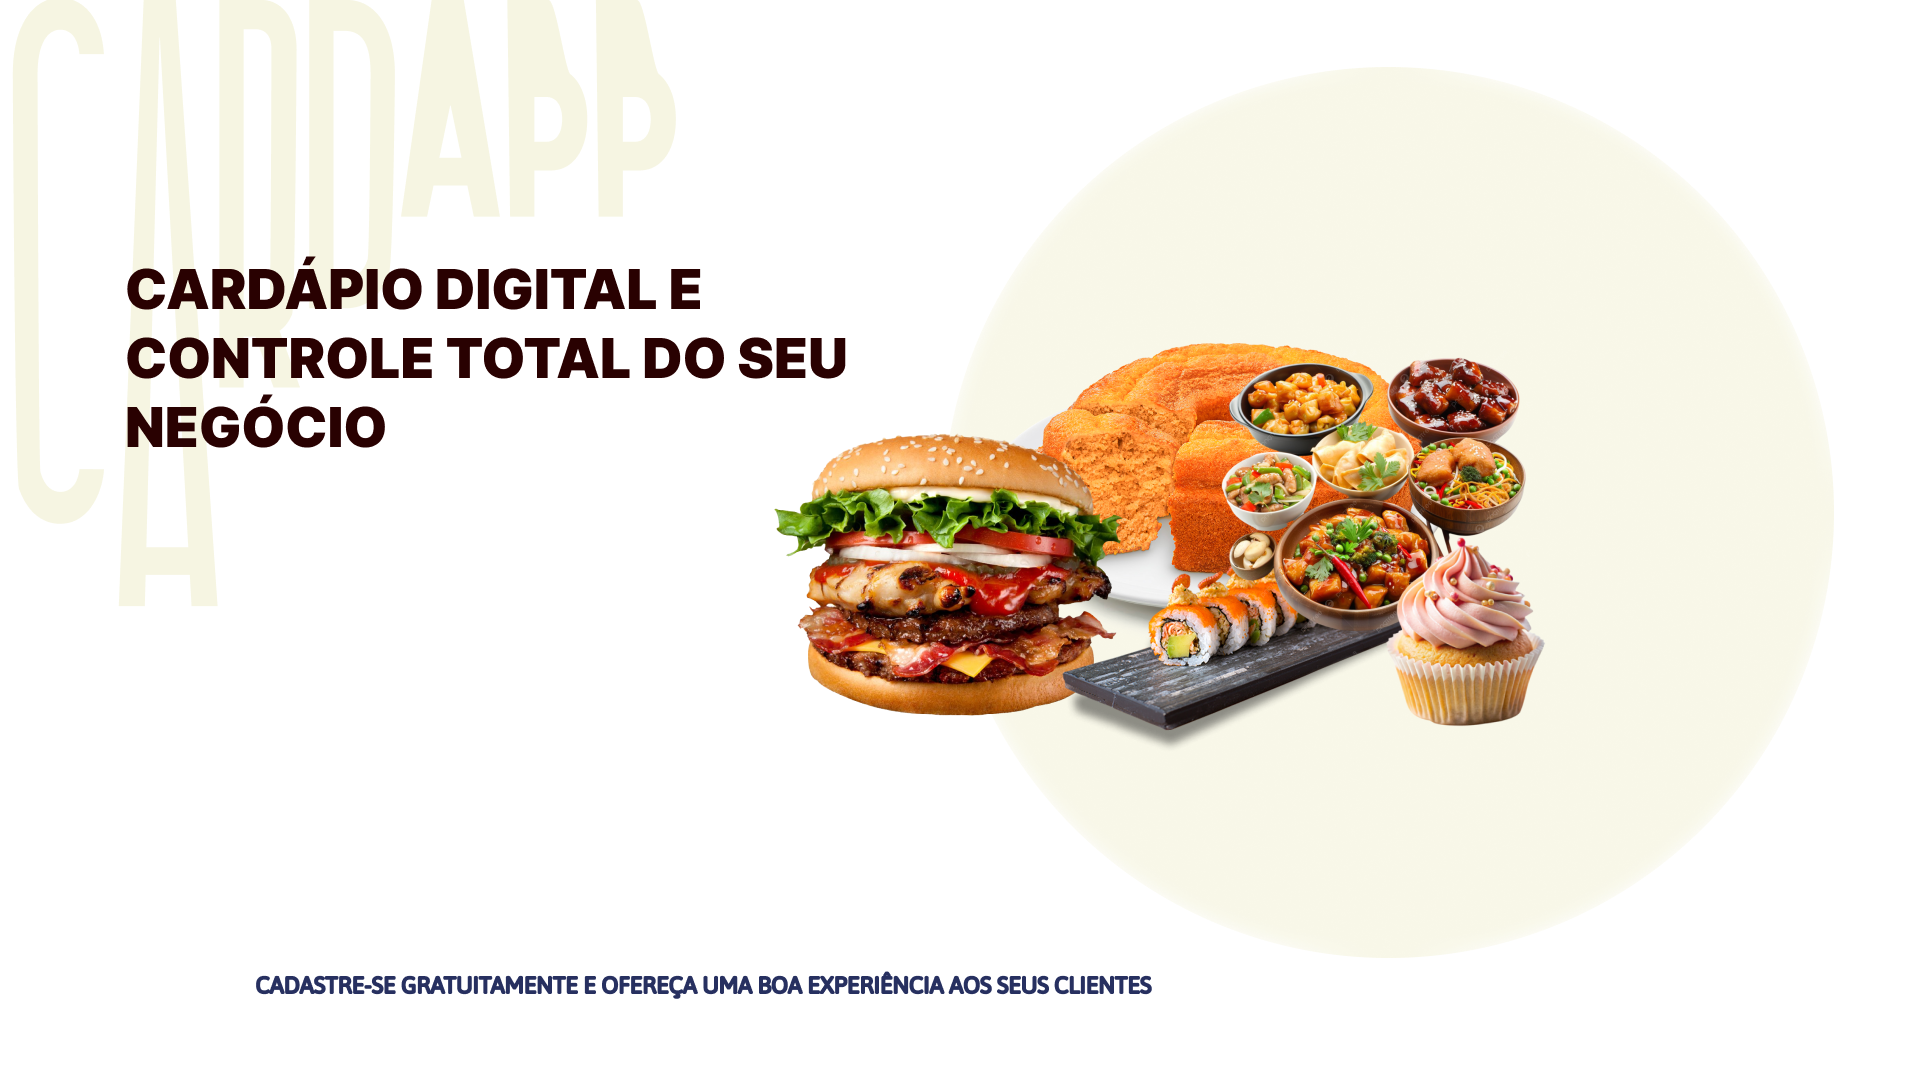 CARDAPP
CARDÁPIO DIGITAL E
CONTROLE TOTAL DO SEU
NEGÓCIO
CADASTRE-SE GRATUITAMENTE E OFEREÇA UMA BOA EXPERIÊNCIA AOS SEUS CLIENTES